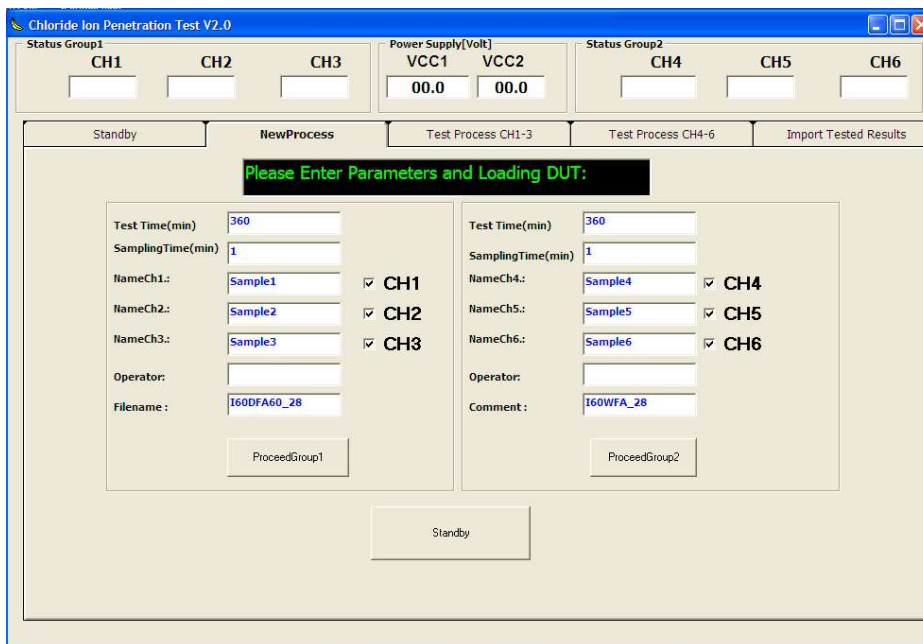 Chloride Ion Penetration Test V2.0
Status Group1
CH1 CH2 CH3
Power Supply[Volt]
VCC1 VCC2
00.0 00.0
Status Group2
CH4 CH5 CH6
Standby NewProcess Test Process CH1-3 Test Process CH4-6 Import Tested Results
Please Enter Parameters and Loading DUT:
Test Time(min) 360
SamplingTime(min) 1
NameCh1.: Sample1 CH1
NameCh2.: Sample2 CH2
NameCh3.: Sample3 CH3
Operator:
Filename : I60DFA60_28
ProceedGroup1
Test Time(min) 360
SamplingTime(min) 1
NameCh4.: Sample4 CH4
NameCh5.: Sample5 CH5
NameCh6.: Sample6 CH6
Operator:
Comment : I60WFA_28
ProceedGroup2
Standby